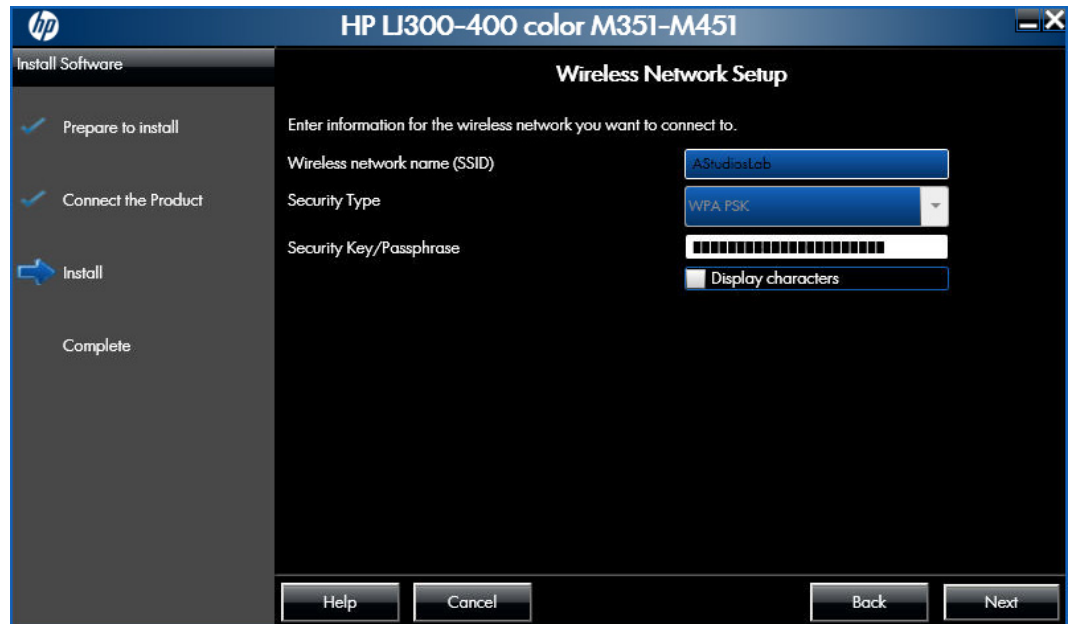 hp
HP LJ300-400 color M351-M451
Install Software
Prepare to install
Connect the Product
Install
Complete
Wireless Network Setup
Enter information for the wireless network you want to connect to.
Wireless network name (SSID) AStudiosLab
Security Type WPA PSK
Security Key/Passphrase
Display characters
Help Cancel Back Next